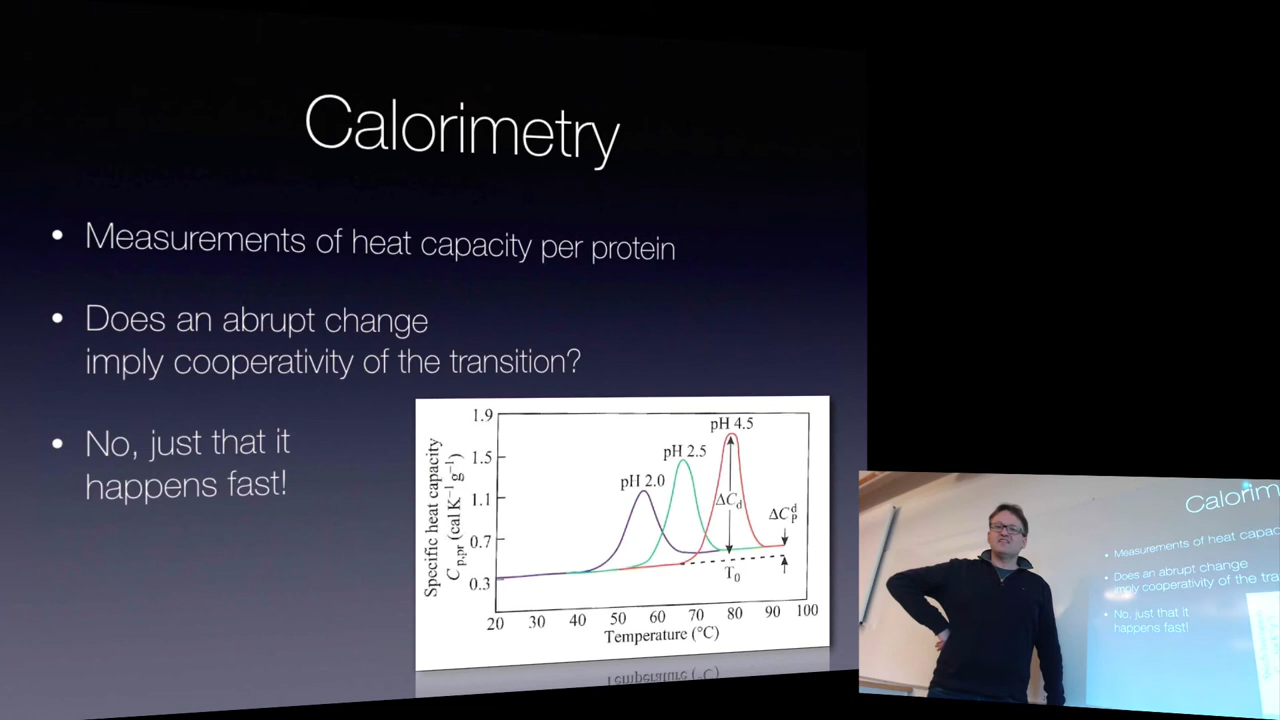 Calorimetry
• Measurements of heat capacity per protein
• Does an abrupt change
imply cooperativity of the transition?
• No, just that it
happens fast!
Specific heat capacity
C_p,pr (cal K⁻¹ g⁻¹)
1.9
1.5
1.1
0.7
0.3
pH 4.5
pH 2.5
pH 2.0
ΔC_d
ΔC_p^d
T_0
20 30 40 50 60 70 80 90 100
Temperature (°C)
Calorim
• Measurements of heat capac
• Does an abrupt change
imply cooperativity of the tra
• No, just that it
happens fast!